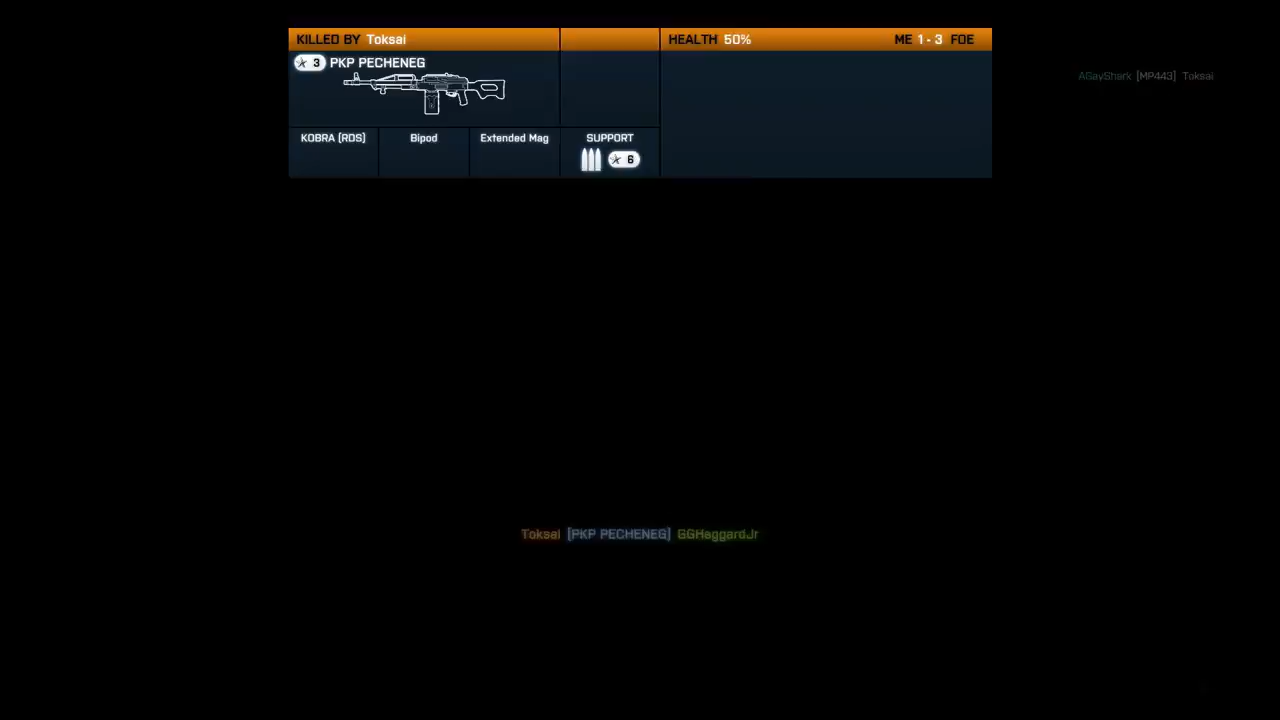 KILLED BY Toksai HEALTH 50% ME 1 - 3 FOE
3 PKP PECHENEG
AGayShark [MP443] Toksai
KOBRA [RDS] Bipod Extended Mag SUPPORT
6
Toksai [PKP PECHENEG] GGHaggardJr